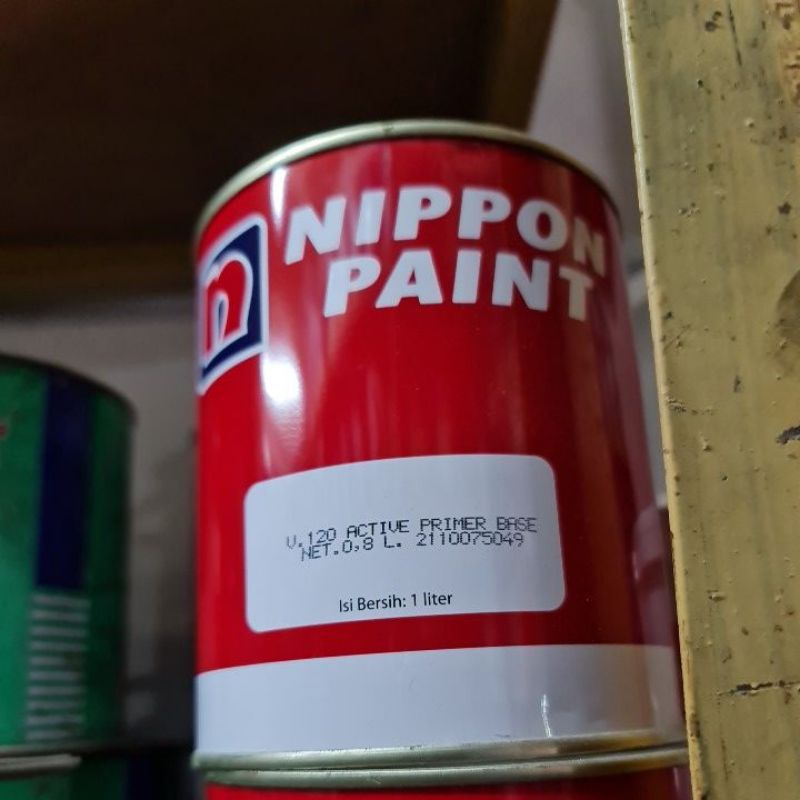 NIPPON
PAINT
n
V.120 ACTIVE PRIMER BASE
NET.0,8 L. 2110075049
Isi Bersih: 1 liter